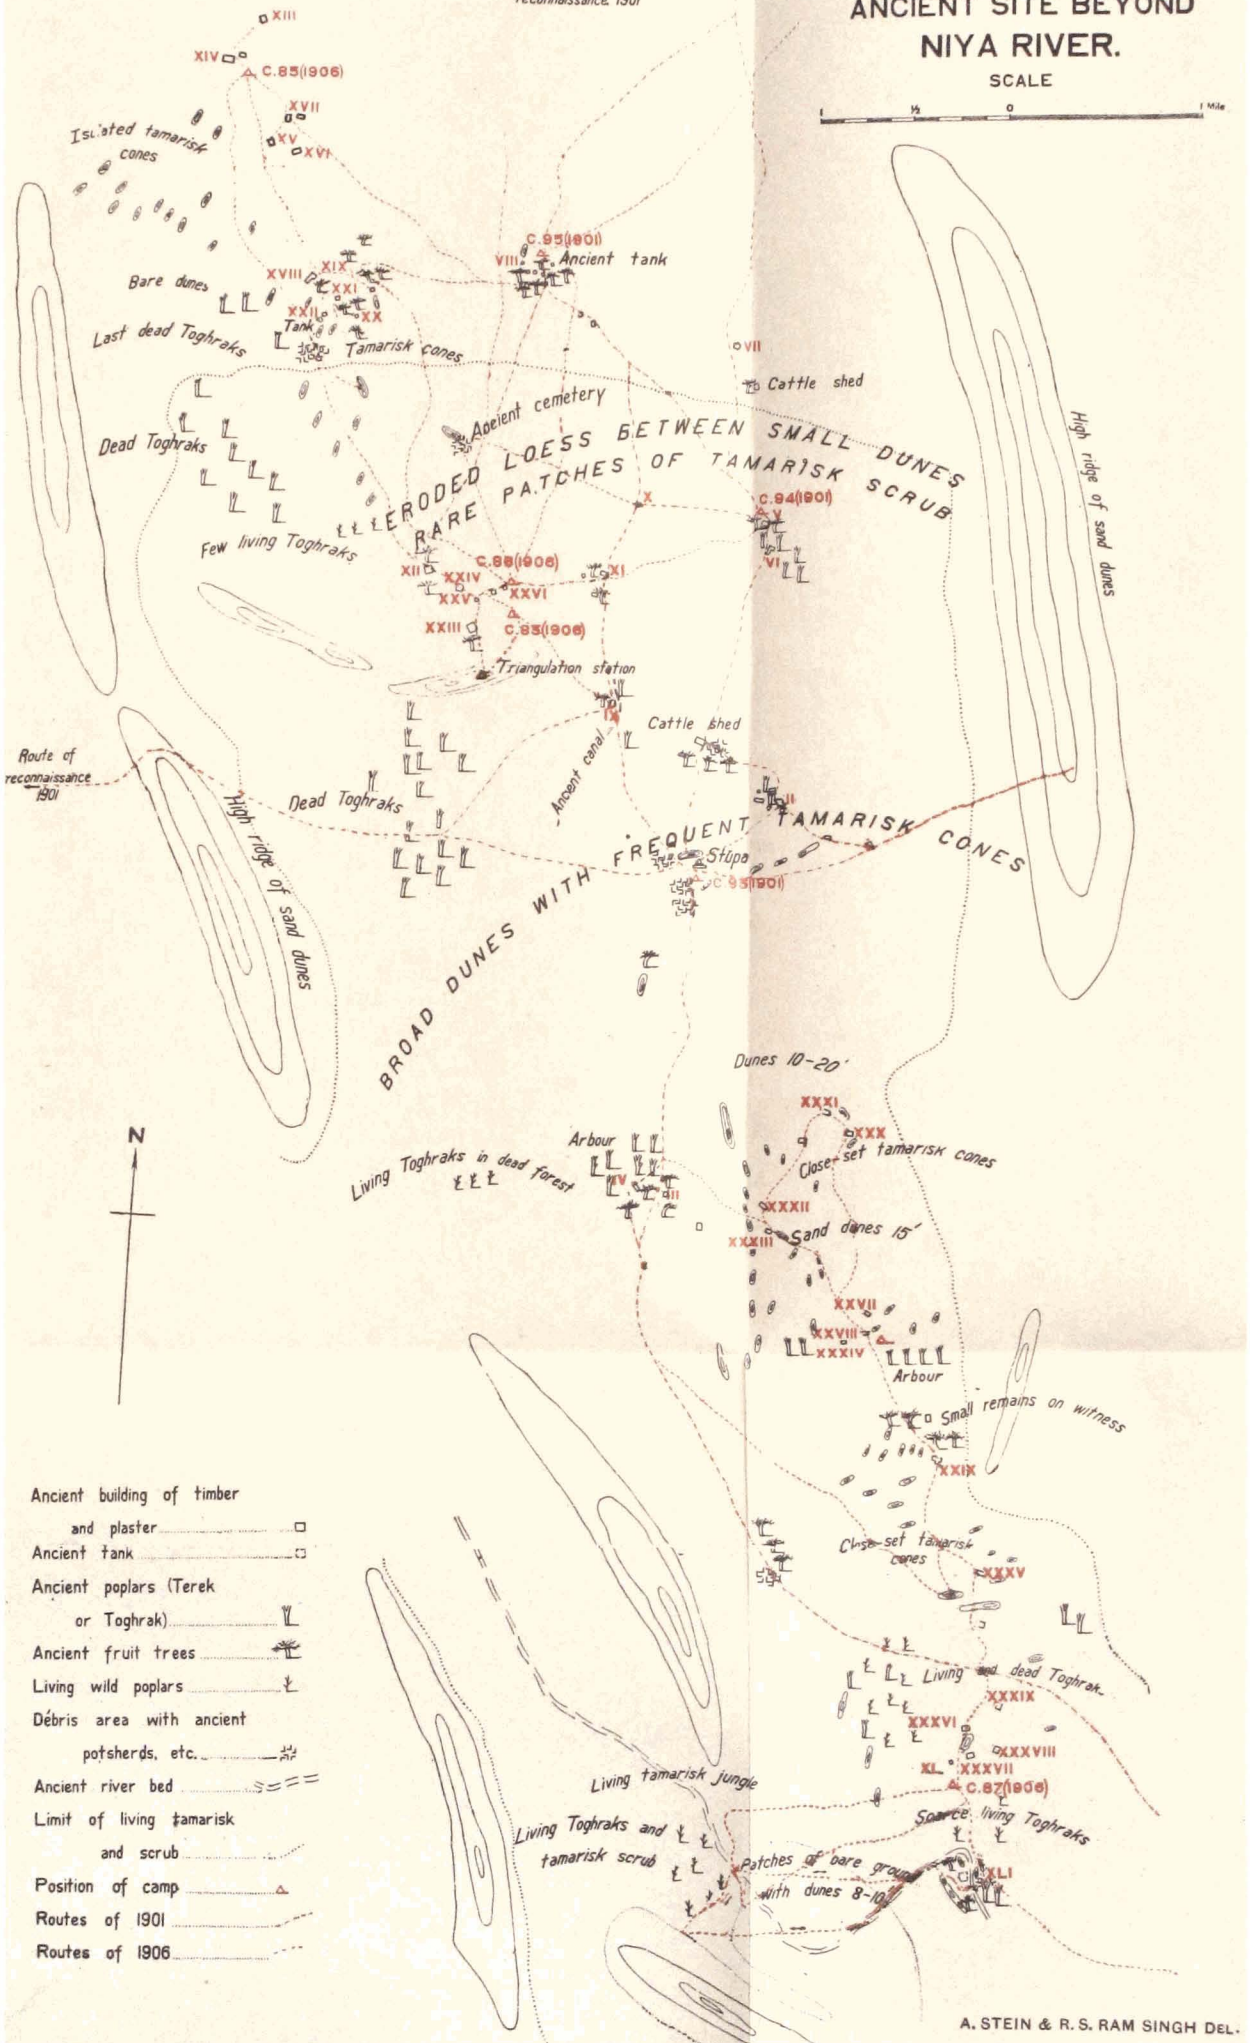 reconnaissance. 1901
ANCIENT SITE BEYOND
NIYA RIVER.
SCALE
1 ½ 0 1 Mile
XIII
XIV
C.85(1906)
XVII
XV
XVI
Isolated tamarisk
cones
C.95(1901)
VIII
Ancient tank
XVIII
XIX
XXI
XXII
XX
Tank
Bare dunes
Last dead Toghraks
Tamarisk cones
VII
Cattle shed
Ancient cemetery
Dead Toghraks
ERODED LOESS BETWEEN SMALL DUNES
RARE PATCHES OF TAMARISK SCRUB
High ridge of sand dunes
X
C.94(1901)
V
VI
Few living Toghraks
XII
XXIV
C.86(1906)
XI
XXV
XXVI
XXIII
C.83(1906)
Triangulation station
IX
Cattle shed
Ancient canal
Route of
reconnaissance
1901
High ridge of sand dunes
Dead Toghraks
II
BROAD DUNES WITH FREQUENT TAMARISK CONES
Stūpa
C.93(1901)
Dunes 10-20'
XXXI
XXX
Close-set tamarisk cones
N
Arbour
Living Toghraks in dead forest
IV
III
XXXII
XXXIII
Sand dunes 15'
XXVII
XXVIII
XXXIV
Arbour
Small remains on witness
XXIX
Close-set tamarisk
cones
XXXV
Living and dead Toghrak
XXXIX
XXXVI
XXXVIII
XL
XXXVII
C.87(1906)
Living tamarisk jungle
Scarce living Toghraks
Living Toghraks and
tamarisk scrub
Patches of bare ground
with dunes 8-10'
XLI
Ancient building of timber
and plaster
Ancient tank
Ancient poplars (Terek
or Toghrak)
Ancient fruit trees
Living wild poplars
Débris area with ancient
potsherds, etc.
Ancient river bed
Limit of living tamarisk
and scrub
Position of camp
Routes of 1901
Routes of 1906
A. STEIN & R. S. RAM SINGH DEL.